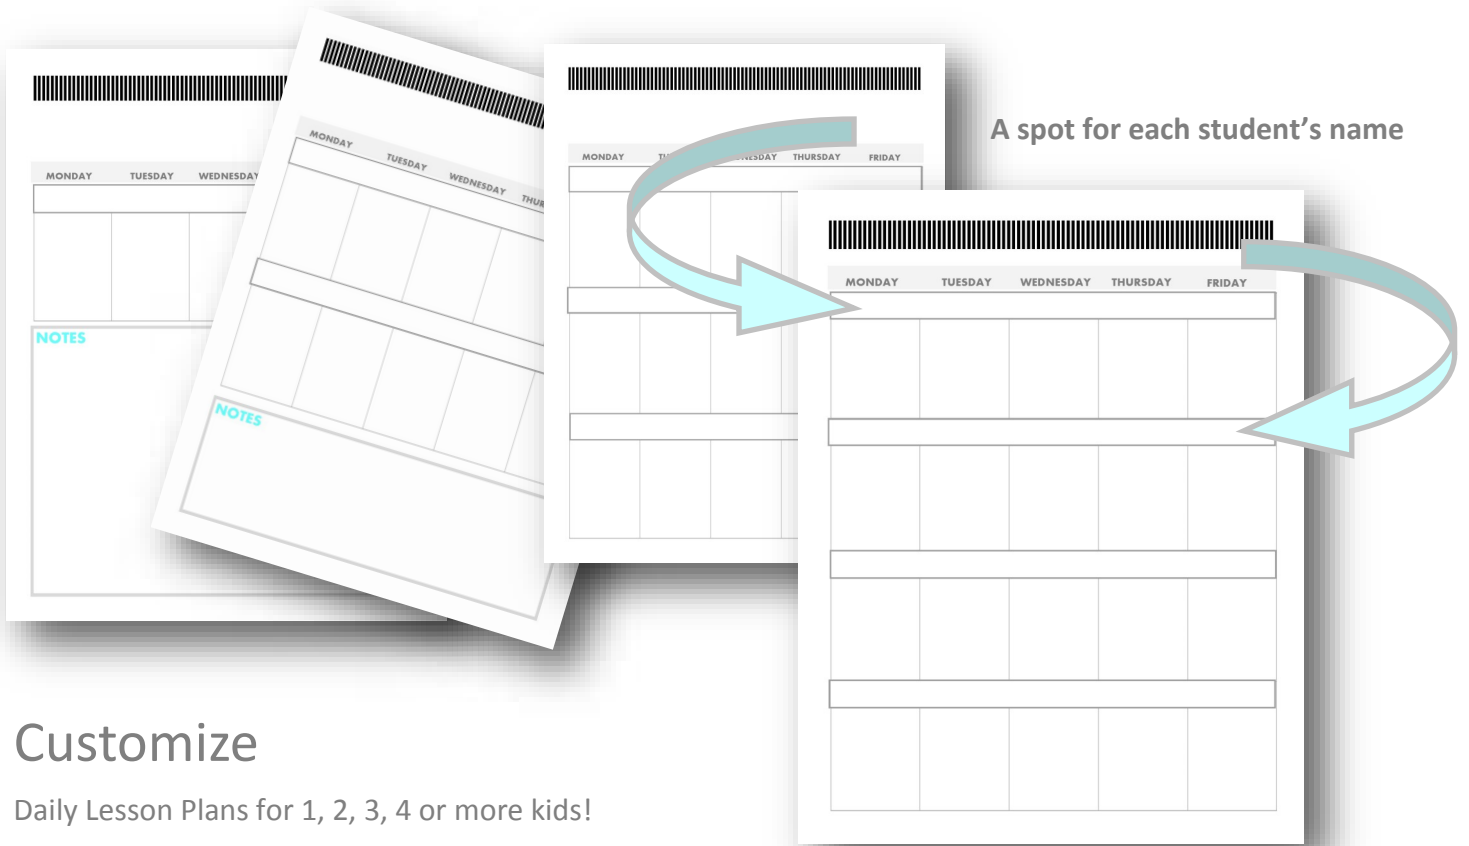 A spot for each student's name
MONDAY TUESDAY WEDNESDAY
NOTES
MONDAY TUESDAY WEDNESDAY
NOTES
MONDAY THURSDAY FRIDAY
MONDAY TUESDAY WEDNESDAY THURSDAY FRIDAY
Customize
Daily Lesson Plans for 1, 2, 3, 4 or more kids!